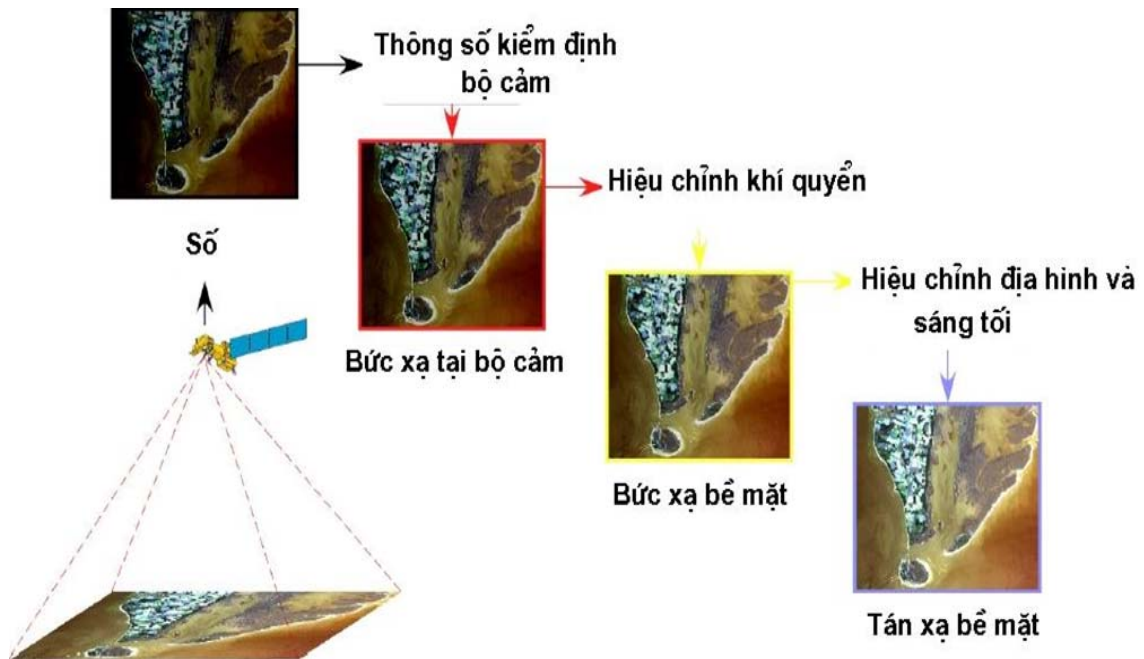 Thông số kiểm định
bộ cảm
Số
Hiệu chỉnh khí quyển
Bức xạ tại bộ cảm
Hiệu chỉnh địa hình và
sáng tối
Bức xạ bề mặt
Tán xạ bề mặt